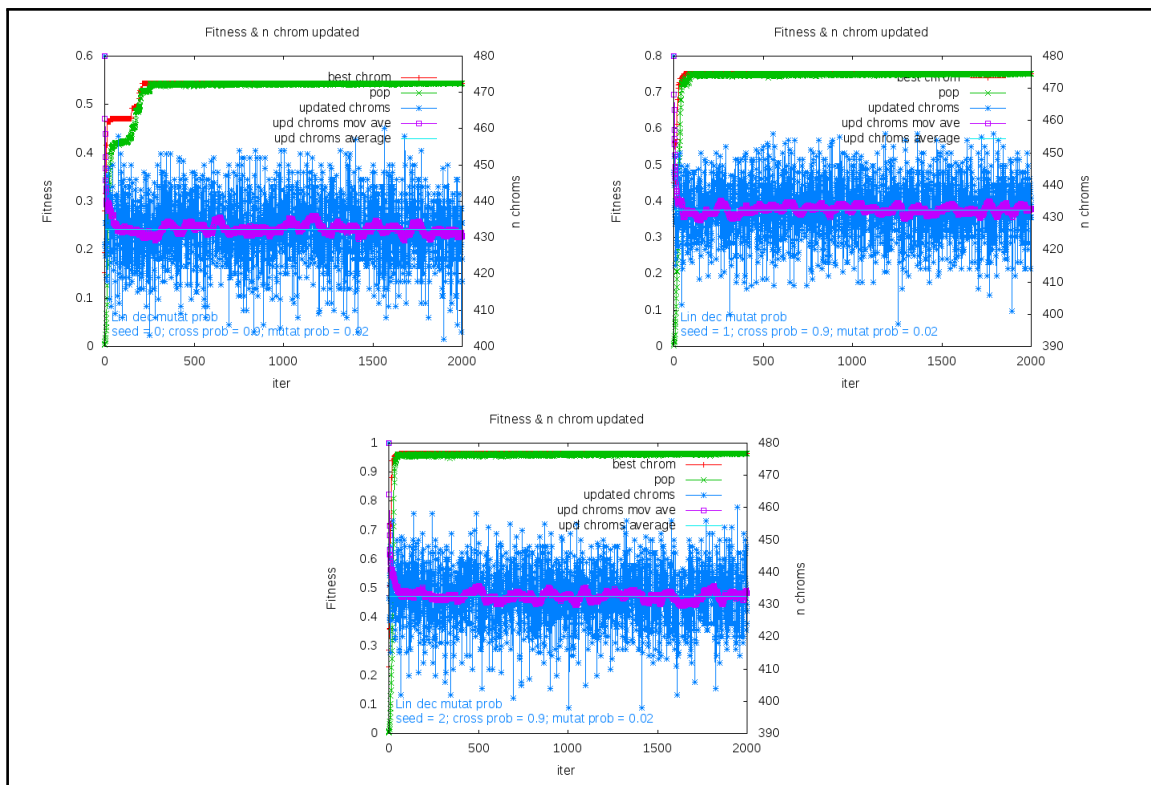 Fitness & n chrom updated
0.6
0.5
0.4
0.3
0.2
0.1
0
480
470
460
450
440
430
420
410
400
Fitness
n chroms
best chrom
pop
updated chroms
upd chroms mov ave
upd chroms average
Lin dec mutat prob
seed = 0; cross prob = 0.9; mutat prob = 0.02
0 500 1000 1500 2000
iter
Fitness & n chrom updated
0.8
0.7
0.6
0.5
0.4
0.3
0.2
0.1
0
480
470
460
450
440
430
420
410
400
390
Fitness
n chroms
best chrom
pop
updated chroms
upd chroms mov ave
upd chroms average
Lin dec mutat prob
seed = 1; cross prob = 0.9; mutat prob = 0.02
0 500 1000 1500 2000
iter
Fitness & n chrom updated
1
0.9
0.8
0.7
0.6
0.5
0.4
0.3
0.2
0.1
0
480
470
460
450
440
430
420
410
400
390
Fitness
n chroms
best chrom
pop
updated chroms
upd chroms mov ave
upd chroms average
Lin dec mutat prob
seed = 2; cross prob = 0.9; mutat prob = 0.02
0 500 1000 1500 2000
iter